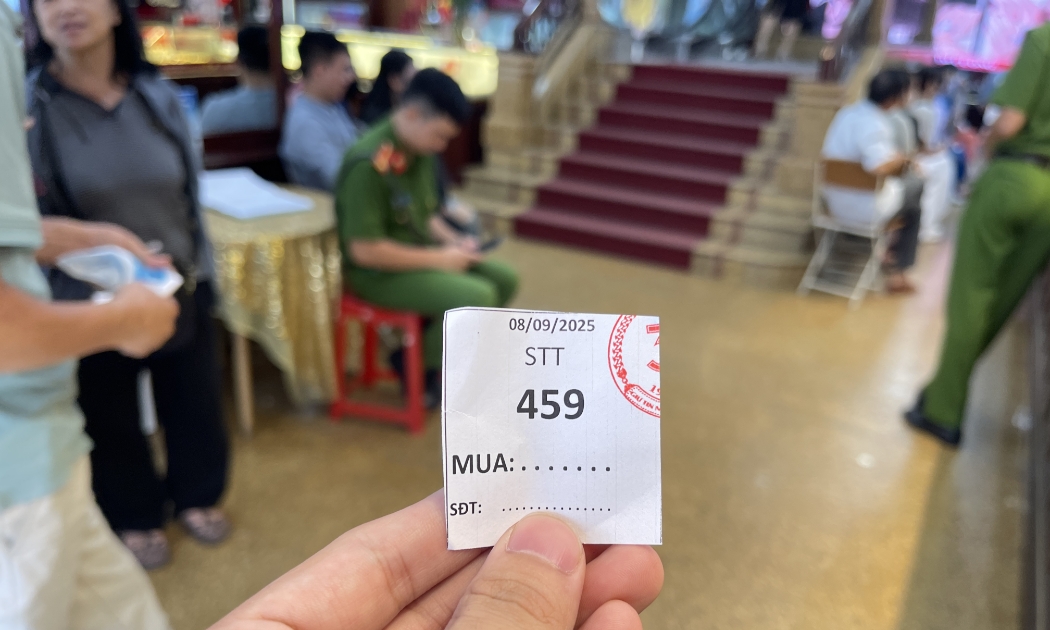 08/09/2025
STT
459
MUA:.......
SĐT: ..............